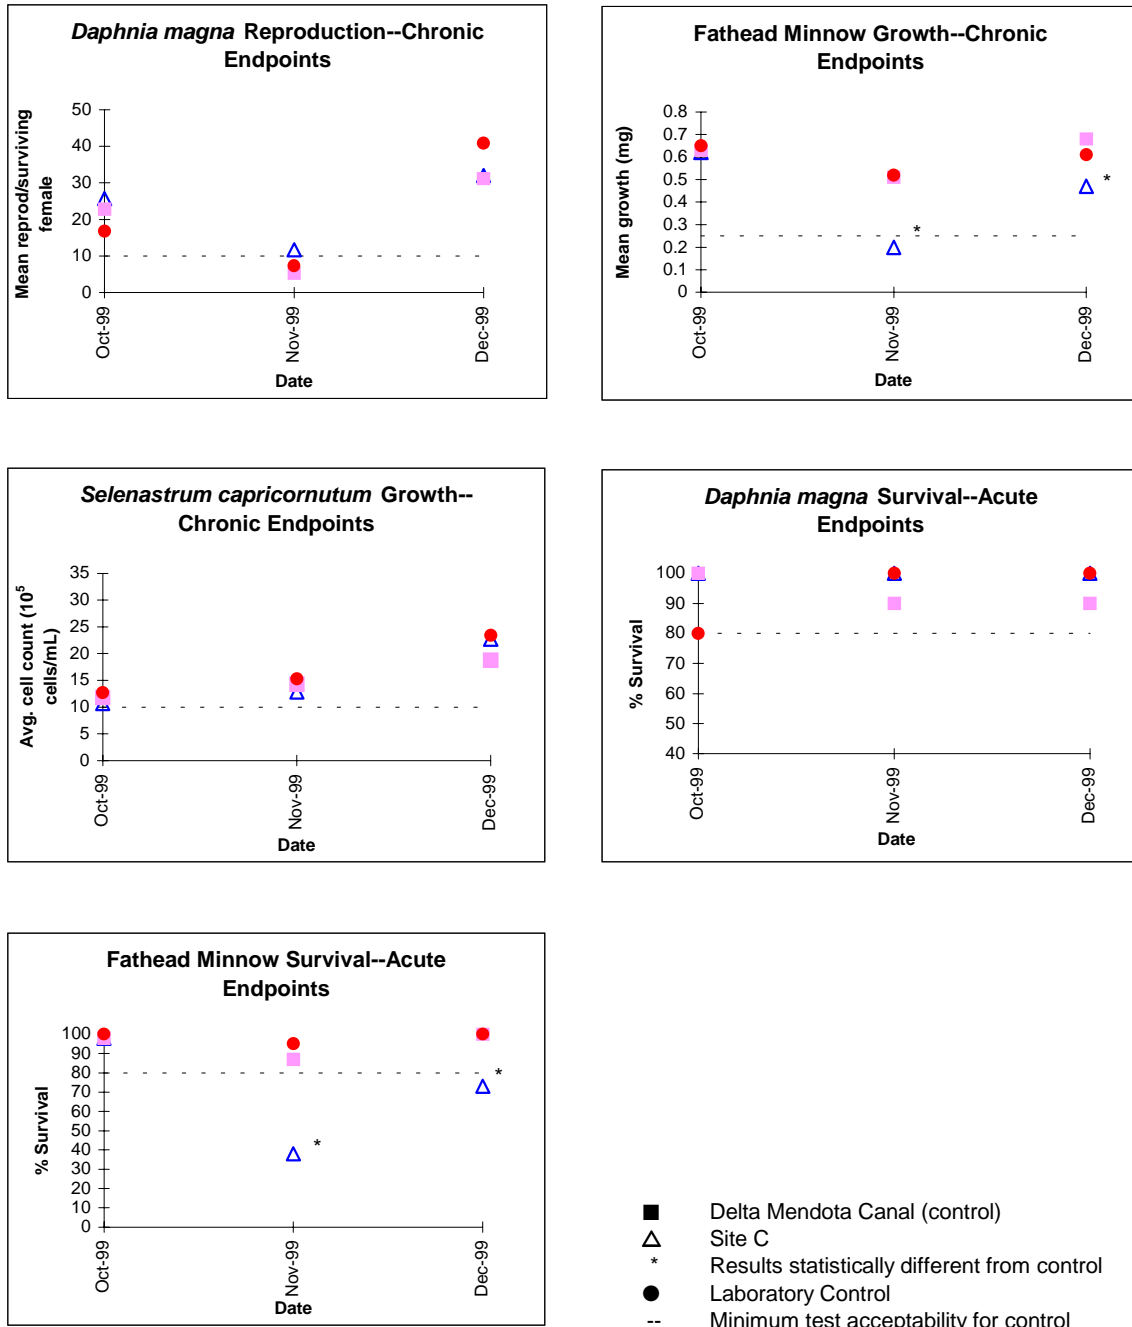 Daphnia magna Reproduction--Chronic
Endpoints
Mean reprod/surviving
female
50
40
30
20
10
0
Oct-99
Nov-99
Dec-99
Date
Fathead Minnow Growth--Chronic
Endpoints
Mean growth (mg)
0.8
0.7
0.6
0.5
0.4
0.3
0.2
0.1
0
*
*
Oct-99
Nov-99
Dec-99
Date
Selenastrum capricornutum Growth--
Chronic Endpoints
Avg. cell count (10⁵
cells/mL)
35
30
25
20
15
10
5
0
Oct-99
Nov-99
Dec-99
Date
Daphnia magna Survival--Acute
Endpoints
% Survival
100
90
80
70
60
50
40
Oct-99
Nov-99
Dec-99
Date
Fathead Minnow Survival--Acute
Endpoints
% Survival
100
90
80
70
60
50
40
30
20
10
0
*
*
Oct-99
Nov-99
Dec-99
Date
Delta Mendota Canal (control)
Site C
* Results statistically different from control
Laboratory Control
-- Minimum test acceptability for control